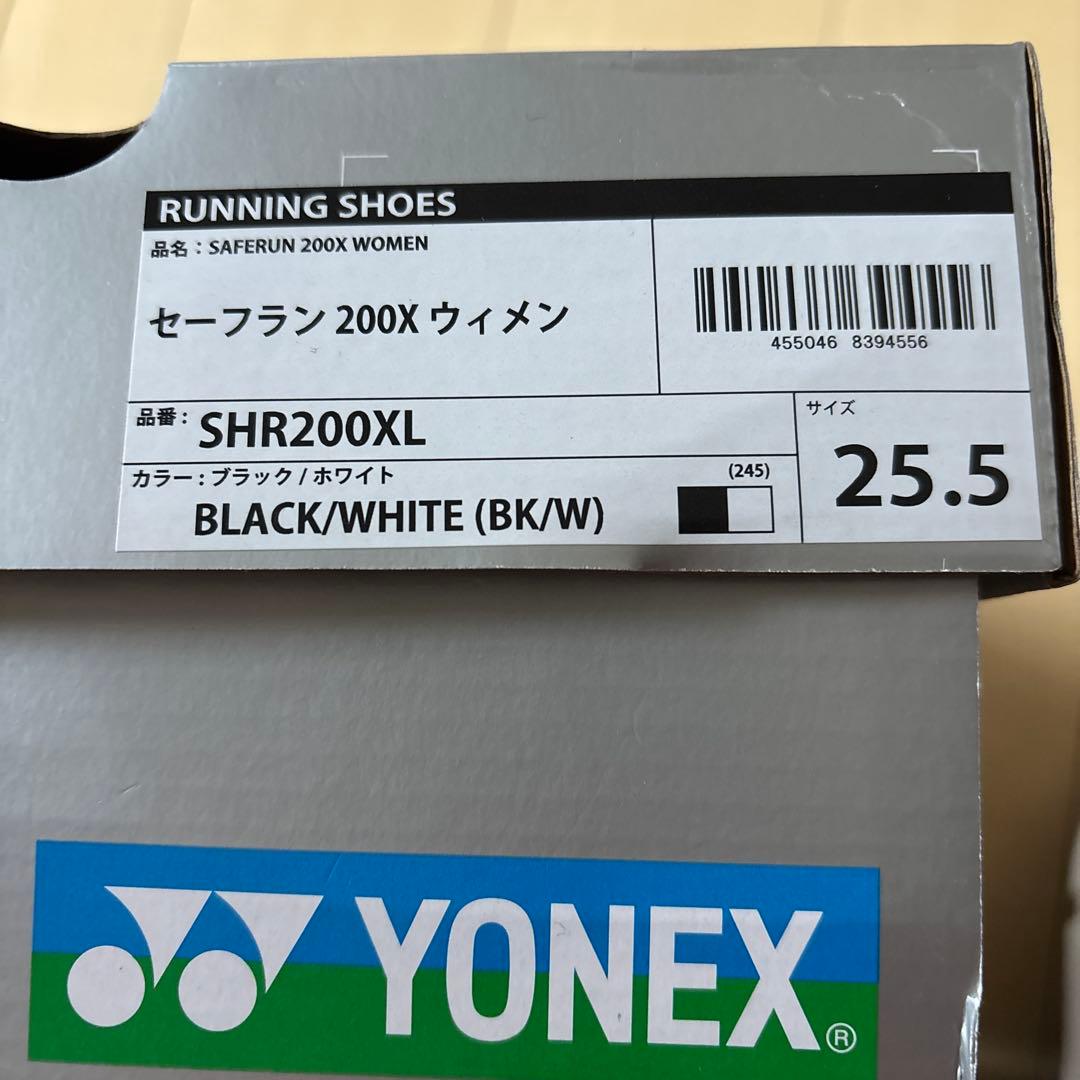 RUNNING SHOES
品名：SAFERUN 200X WOMEN
セーフラン 200X ウィメン
455046 8394556
品番： SHR200XL
カラー：ブラック / ホワイト (245)
BLACK/WHITE (BK/W)
サイズ
25.5
YONEX®